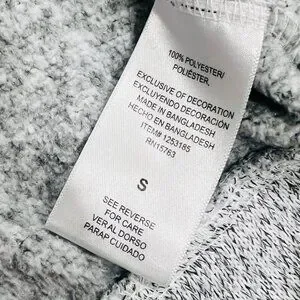 100% POLYESTER/
POLIÉSTER.
EXCLUSIVE OF DECORATION
EXCLUYENDO DECORACIÓN
MADE IN BANGLADESH
HECHO EN BANGLADESH
ITEM# 1253185
RN15763
S
SEE REVERSE
FOR CARE
VER AL DORSO
PARAP CUIDADO